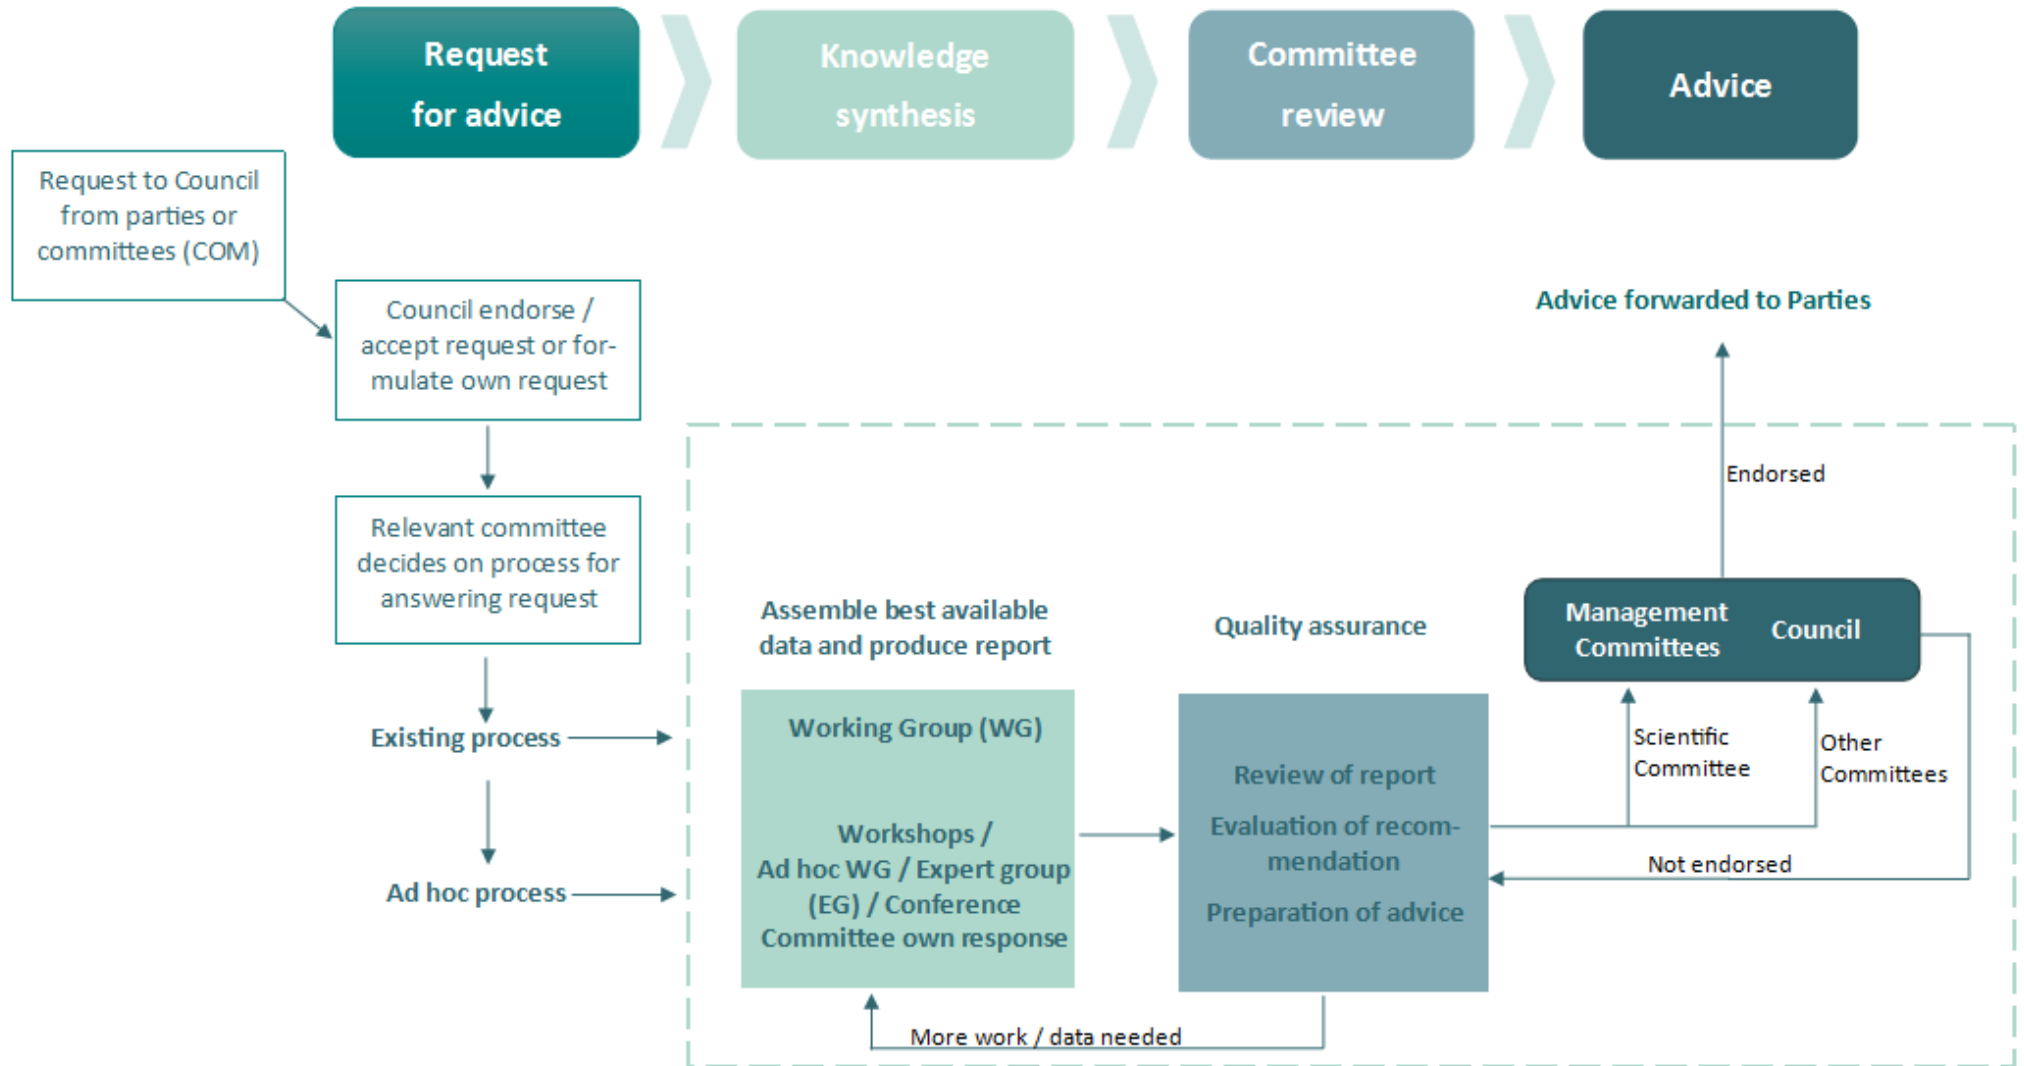 Request
for advice
Knowledge
synthesis
Committee
review
Advice
Request to Council
from parties or
committees (COM)
Council endorse /
accept request or for-
mulate own request
Relevant committee
decides on process for
answering request
Existing process
Ad hoc process
Assemble best available
data and produce report
Working Group (WG)
Workshops /
Ad hoc WG / Expert group
(EG) / Conference
Committee own response
More work / data needed
Quality assurance
Review of report
Evaluation of recom-
mendation
Preparation of advice
Advice forwarded to Parties
Endorsed
Management
Committees
Council
Scientific
Committee
Other
Committees
Not endorsed